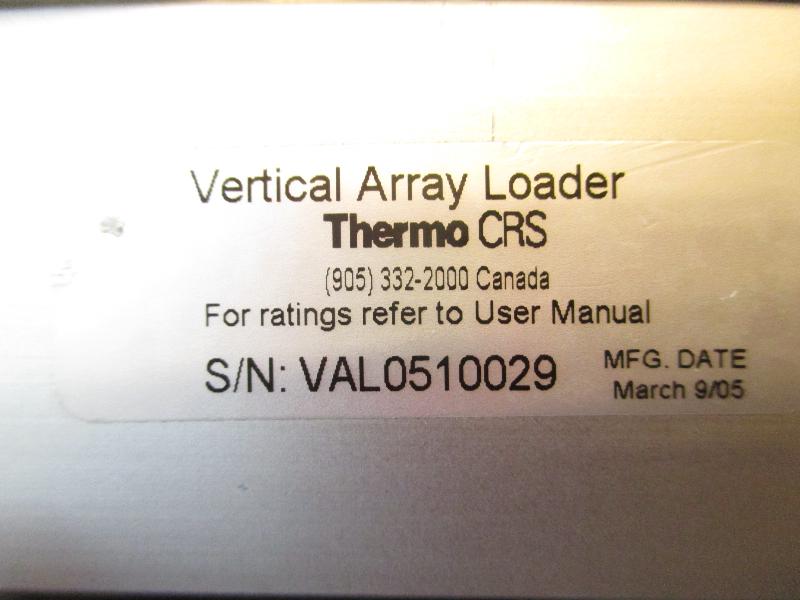 Vertical Array Loader
Thermo CRS
(905) 332-2000 Canada
For ratings refer to User Manual
S/N: VAL0510029
MFG. DATE
March 9/05